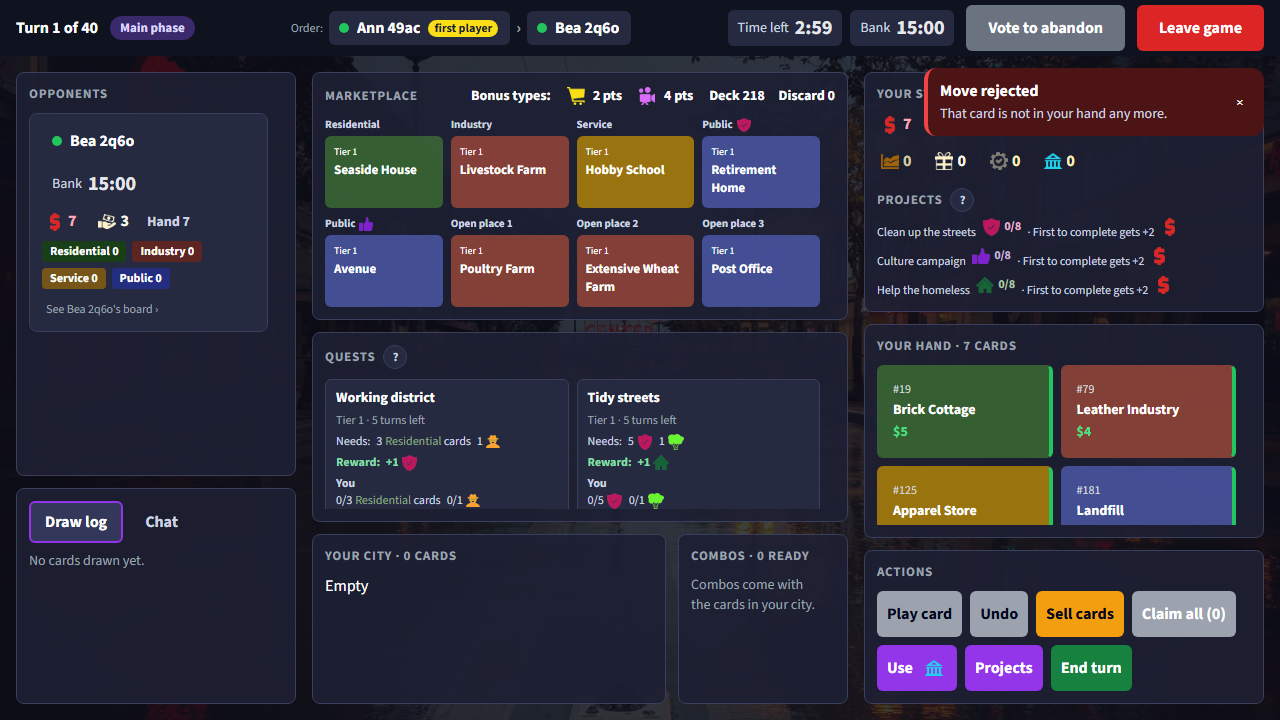 Turn 1 of 40 Main phase Order: Ann 49ac first player › Bea 2q6o Time left 2:59 Bank 15:00 Vote to abandon Leave game
OPPONENTS
Bea 2q6o
Bank 15:00
7 3 Hand 7
Residential 0 Industry 0
Service 0 Public 0
See Bea 2q6o's board ›
Draw log Chat
No cards drawn yet.
MARKETPLACE Bonus types: 2 pts 4 pts Deck 218 Discard 0
Residential Industry Service Public
Tier 1 Tier 1 Tier 1 Tier 1
Seaside House Livestock Farm Hobby School Retirement
Home
Public Open place 1 Open place 2 Open place 3
Tier 1 Tier 1 Tier 1 Tier 1
Avenue Poultry Farm Extensive Wheat Post Office
Farm
QUESTS ?
Working district Tidy streets
Tier 1 · 5 turns left Tier 1 · 5 turns left
Needs: 3 Residential cards 1 Needs: 5 1
Reward: +1 Reward: +1
You You
0/3 Residential cards 0/1 0/5 0/1
YOUR CITY · 0 CARDS
Empty
COMBOS · 0 READY
Combos come with
the cards in your city.
YOUR S
7
Move rejected
That card is not in your hand any more.
×
0 0 0 0
PROJECTS ?
Clean up the streets 0/8 · First to complete gets +2
Culture campaign 0/8 · First to complete gets +2
Help the homeless 0/8 · First to complete gets +2
YOUR HAND · 7 CARDS
#19 #79
Brick Cottage Leather Industry
$5 $4
#125 #181
Apparel Store Landfill
ACTIONS
Play card Undo Sell cards Claim all (0)
Use Projects End turn